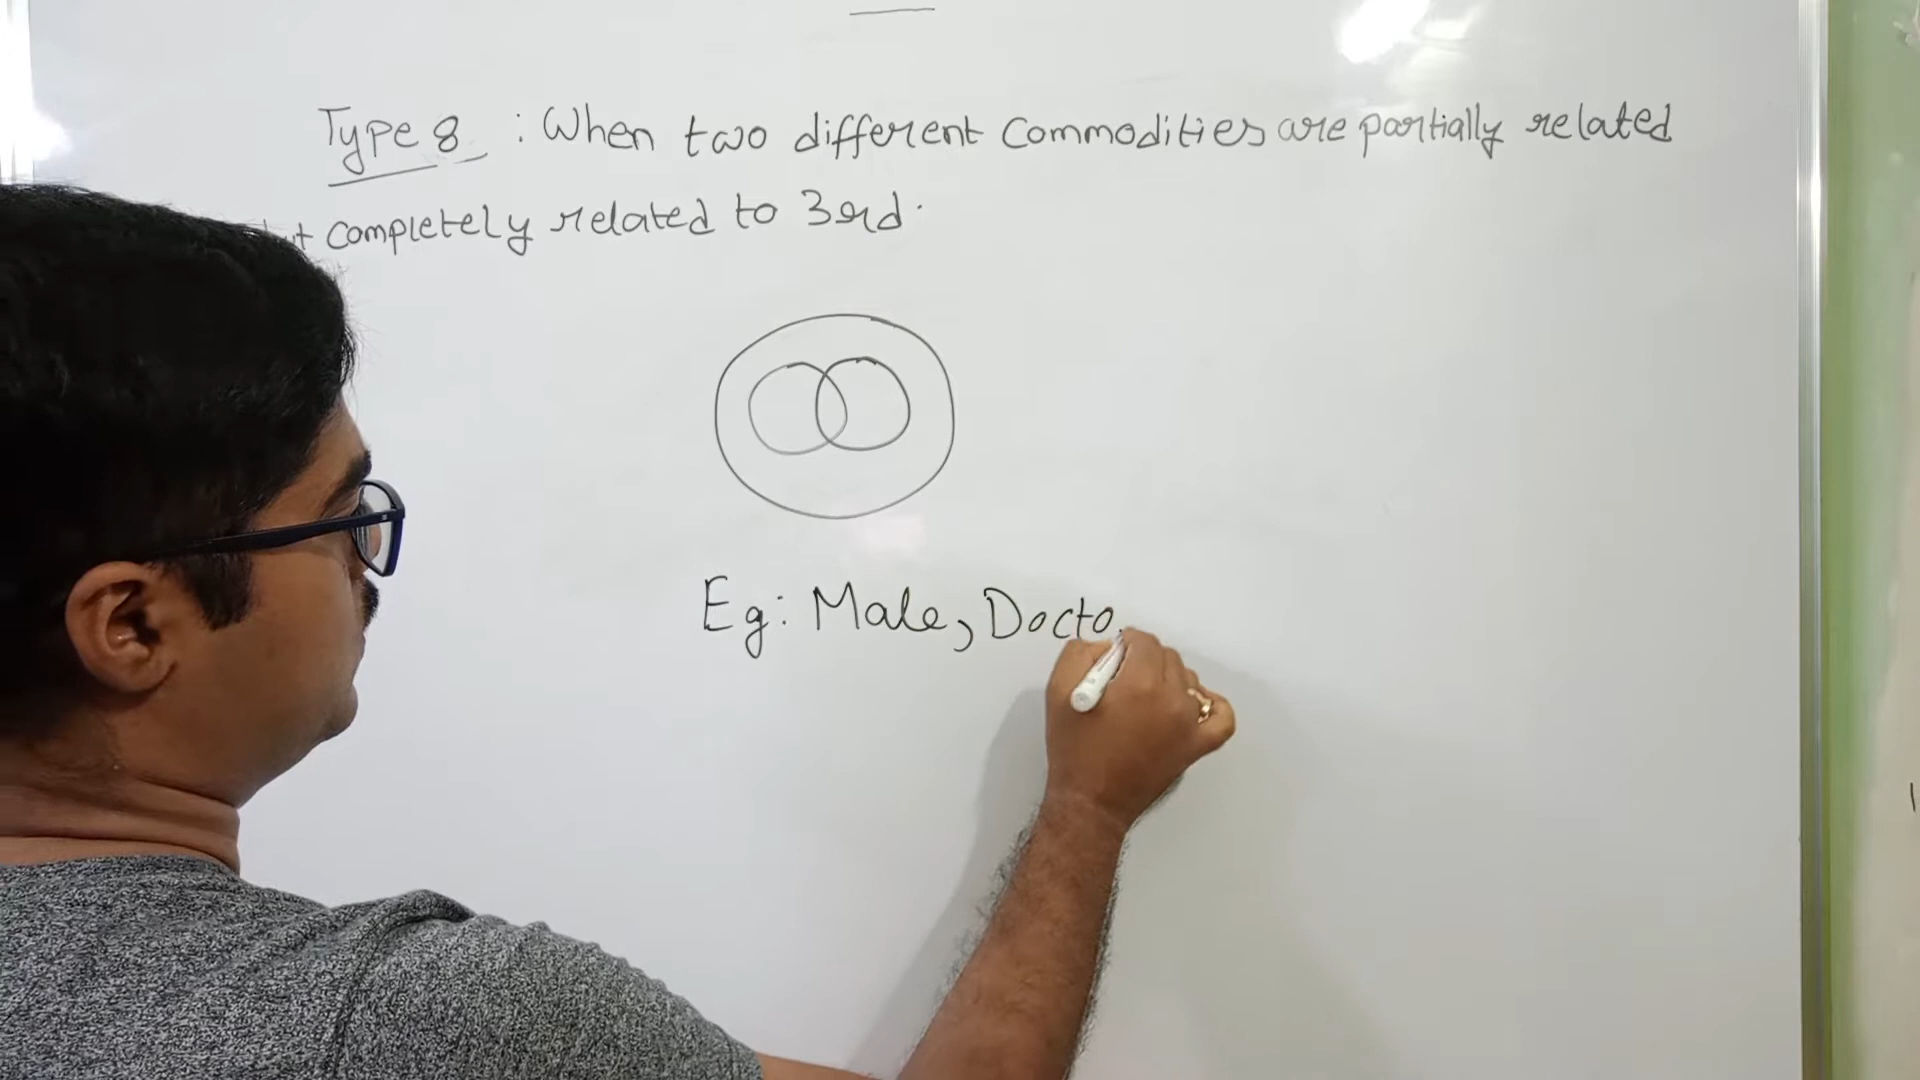 Type 8 : When two different Commodities are partially related
completely related to 3rd.
Eg: Male, Docto